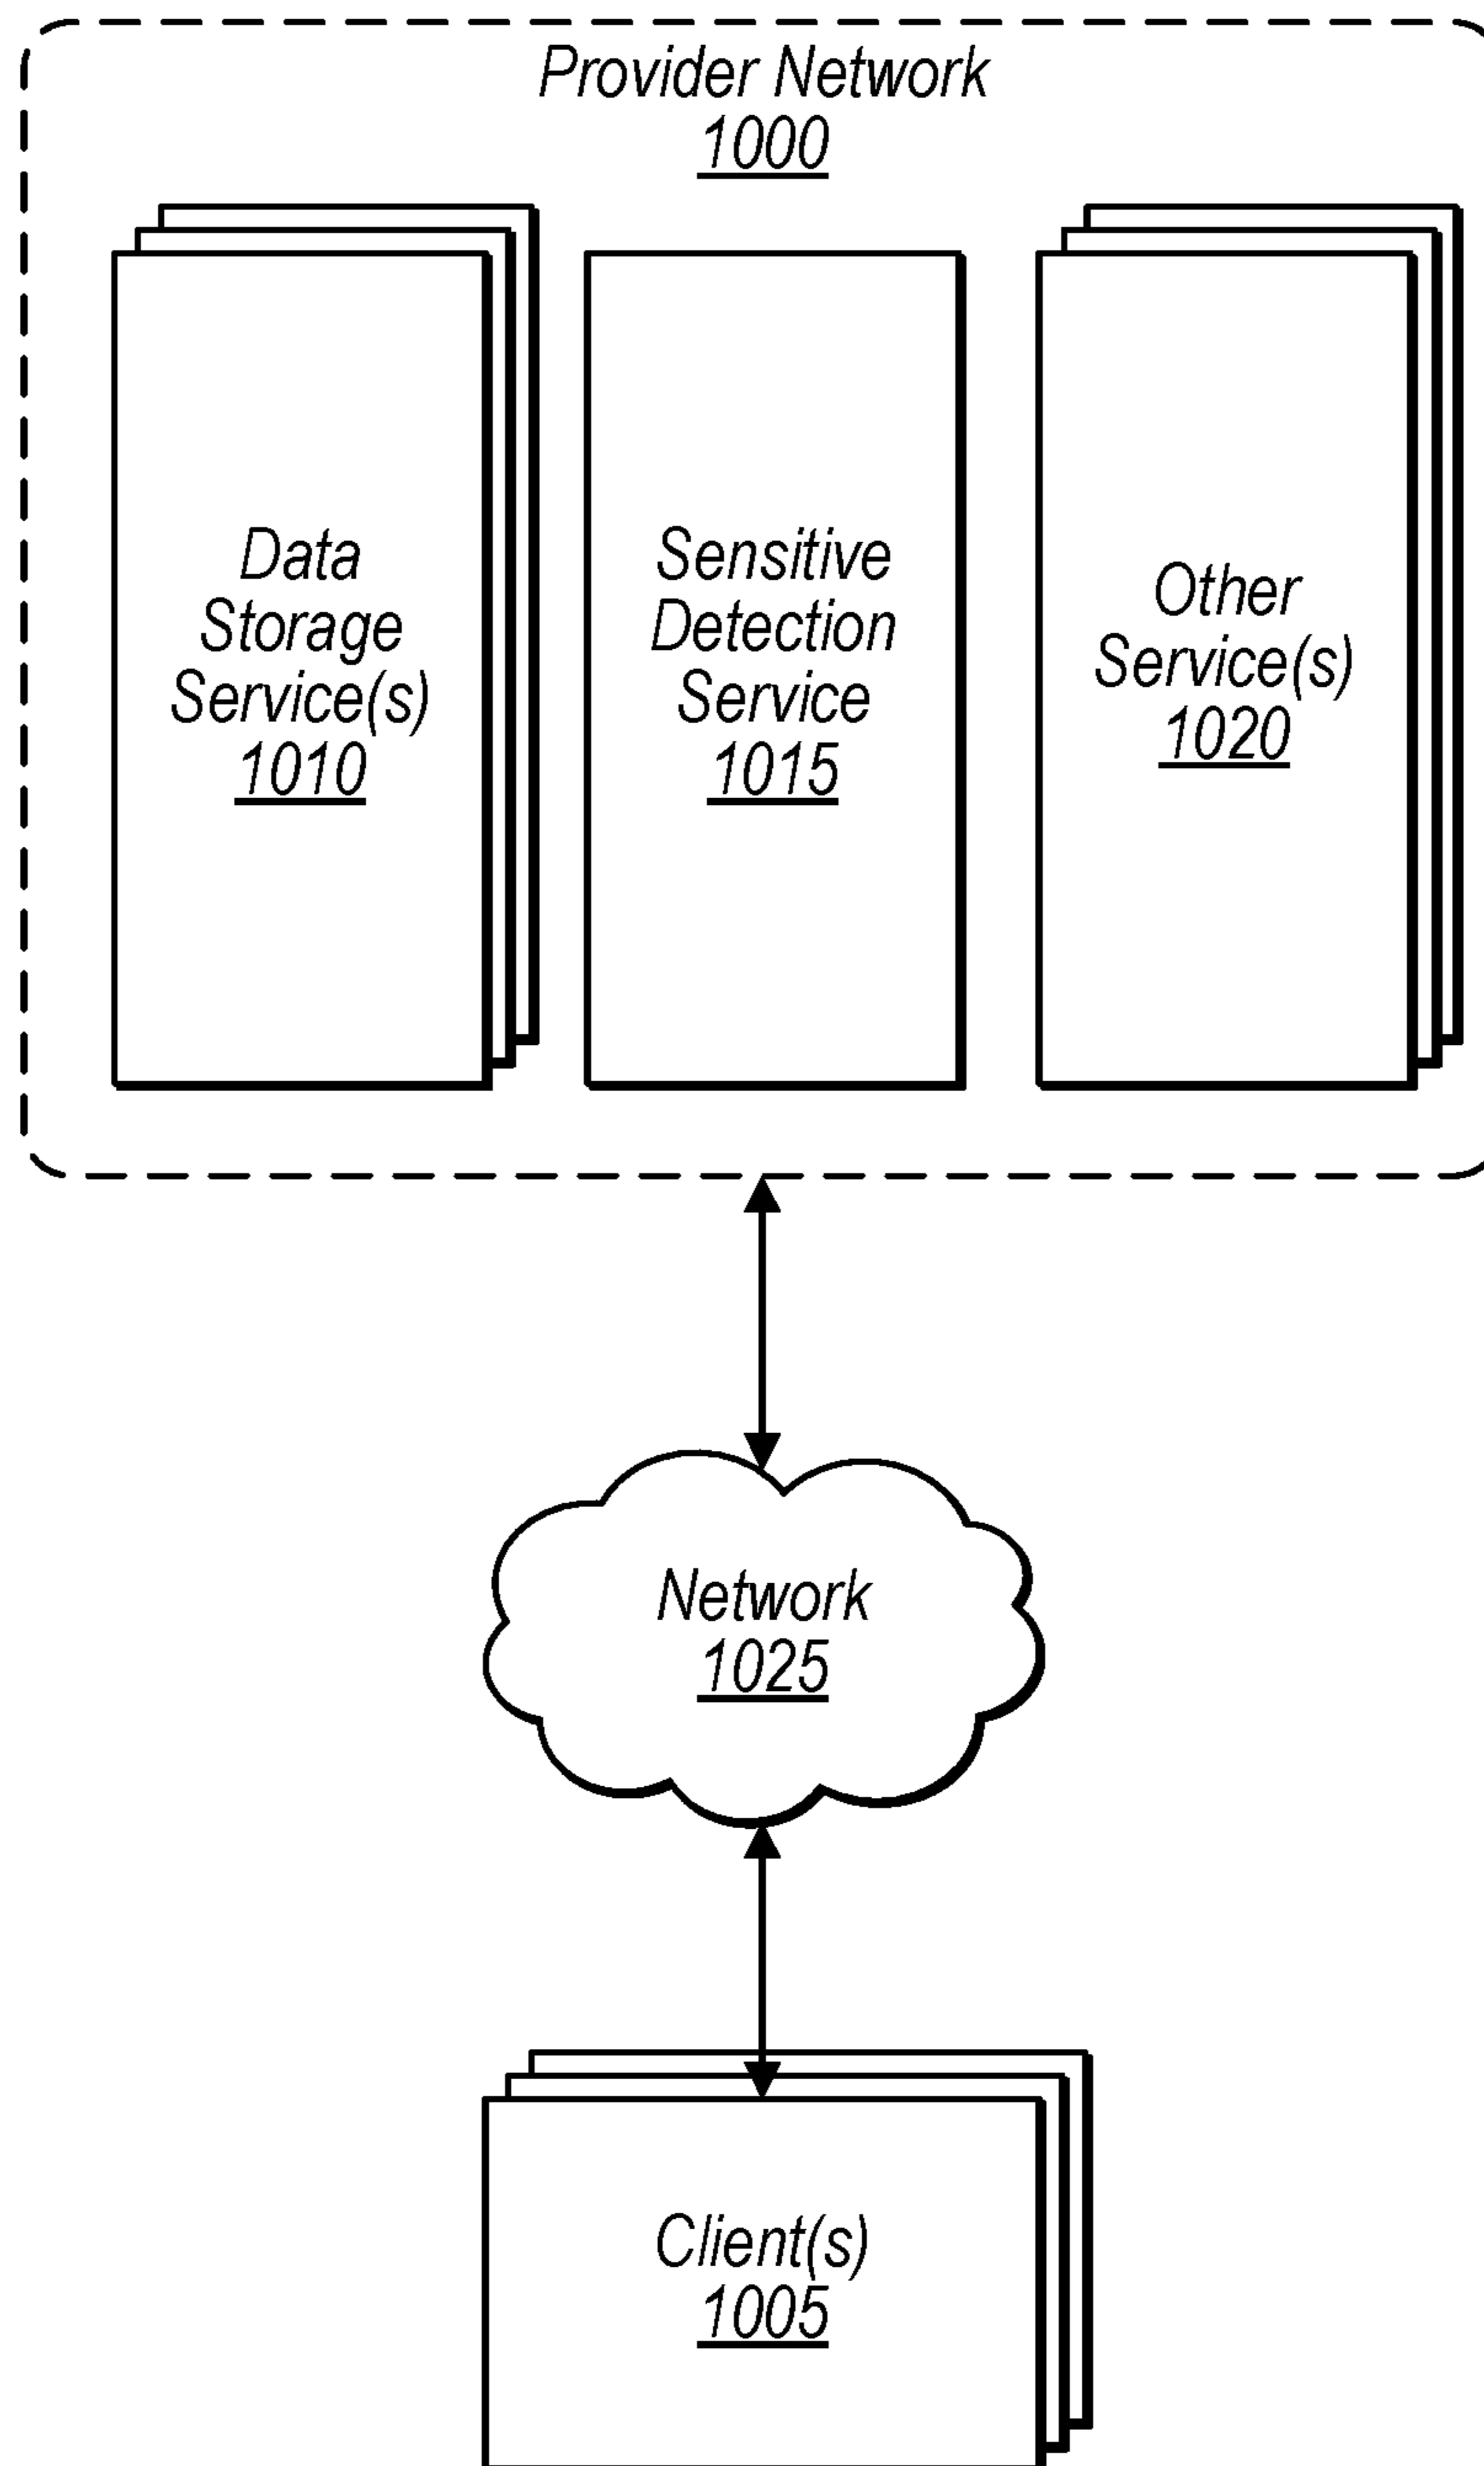 Provider Network
1000
Data
Storage
Service(s)
1010
Sensitive
Detection
Service
1015
Other
Service(s)
1020
Network
1025
Client(s)
1005